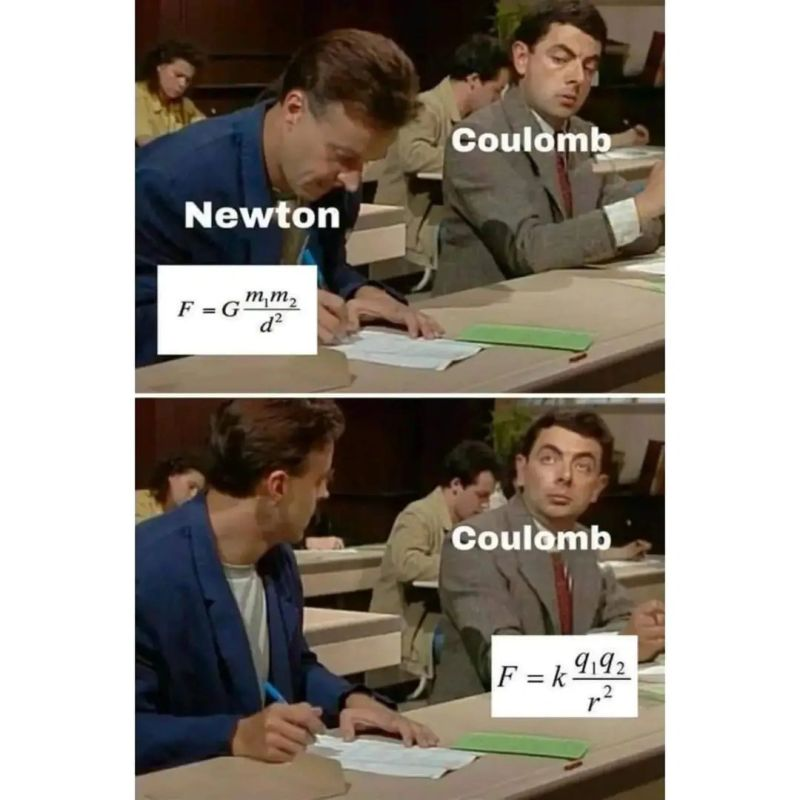 Coulomb
Newton
F = G m₁m₂ / d²
Coulomb
F = k q₁q₂ / r²